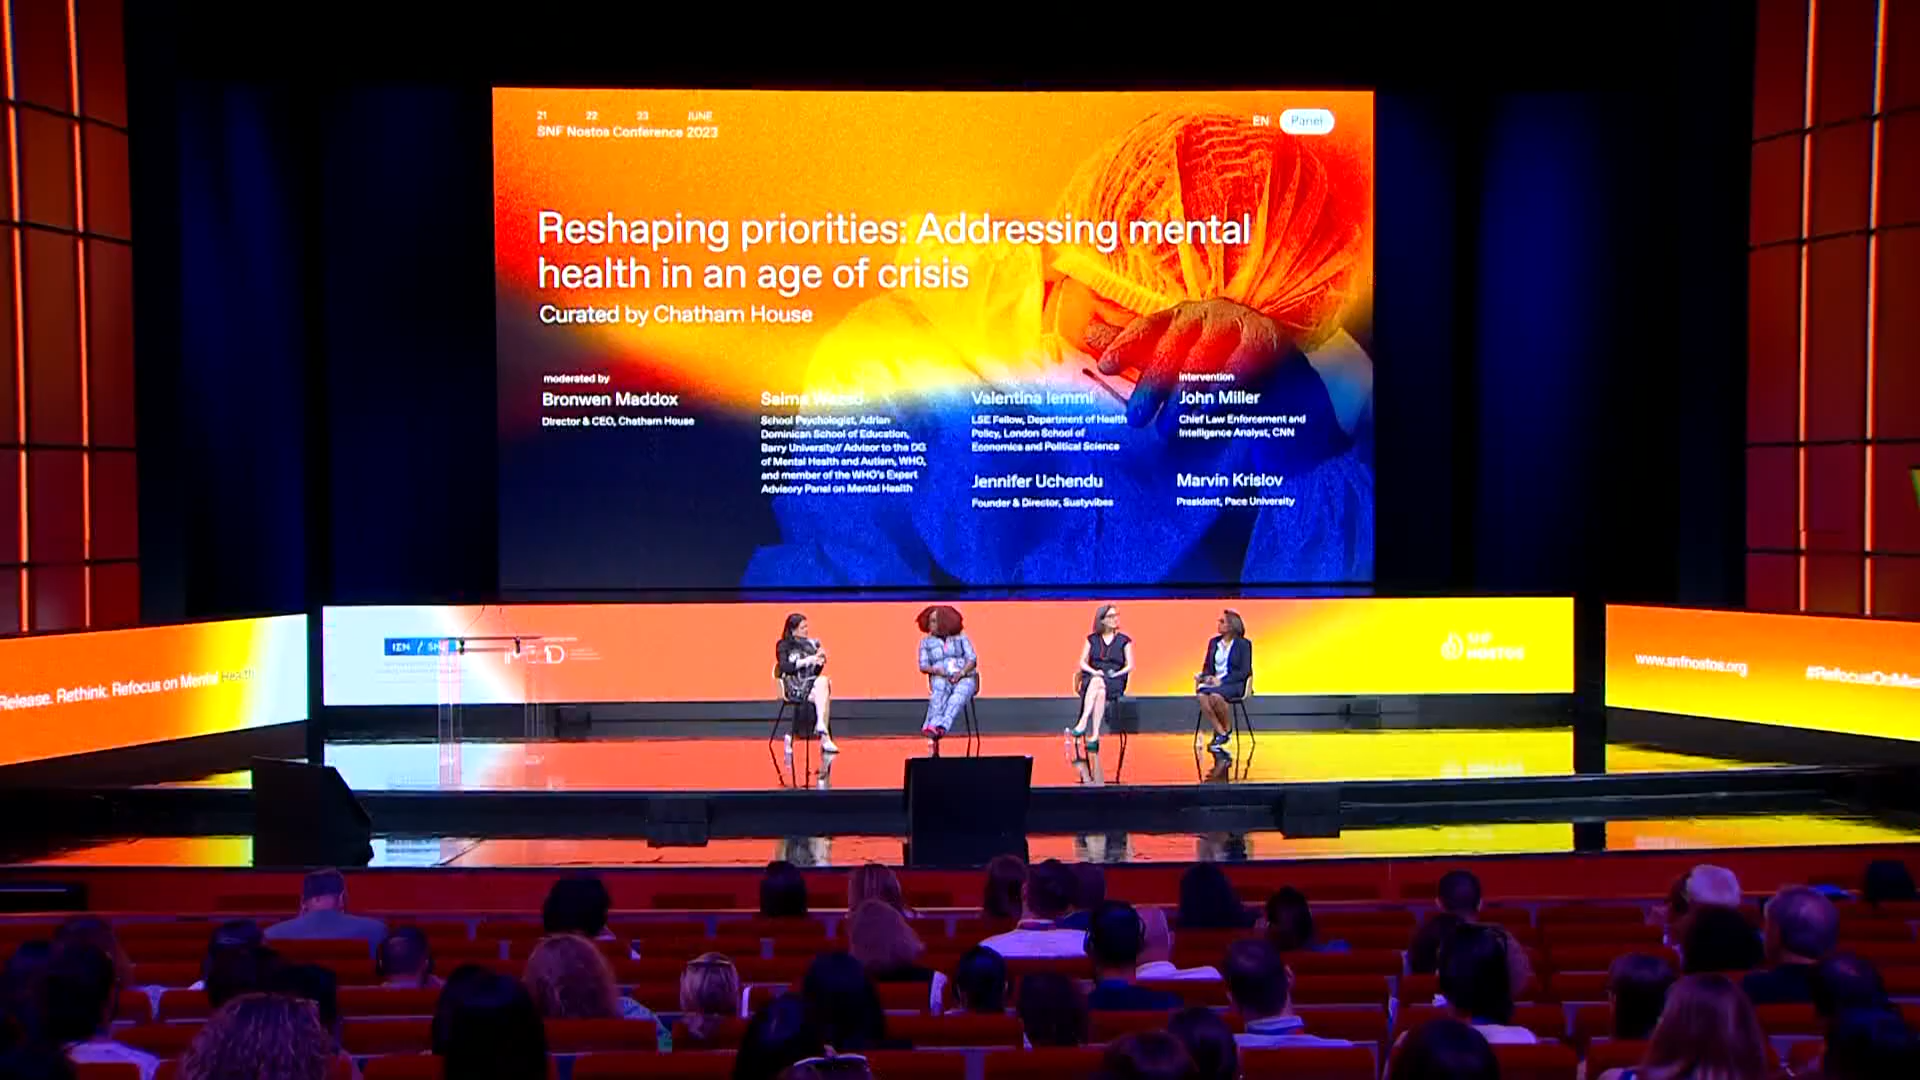 21 22 23 JUNE
SNF Nostos Conference 2023
EN Panel
Reshaping priorities: Addressing mental
health in an age of crisis
Curated by Chatham House
moderated by
Bronwen Maddox
Director & CEO, Chatham House
Salma
School Psychologist, Adrian
Dominican School of Education,
Barry University// Advisor to the DG
of Mental Health and Autism, WHO,
and member of the WHO's Expert
Advisory Panel on Mental Health
Valentina Iemmi
LSE Fellow, Department of Health
Policy, London School of
Economics and Political Science
Jennifer Uchendu
Founder & Director, Sustyvibes
intervention
John Miller
Chief Law Enforcement and
Intelligence Analyst, CNN
Marvin Krislov
President, Pace University
Release. Rethink. Refocus on Mental Health
SNF
NOSTOS
www.snfnostos.org